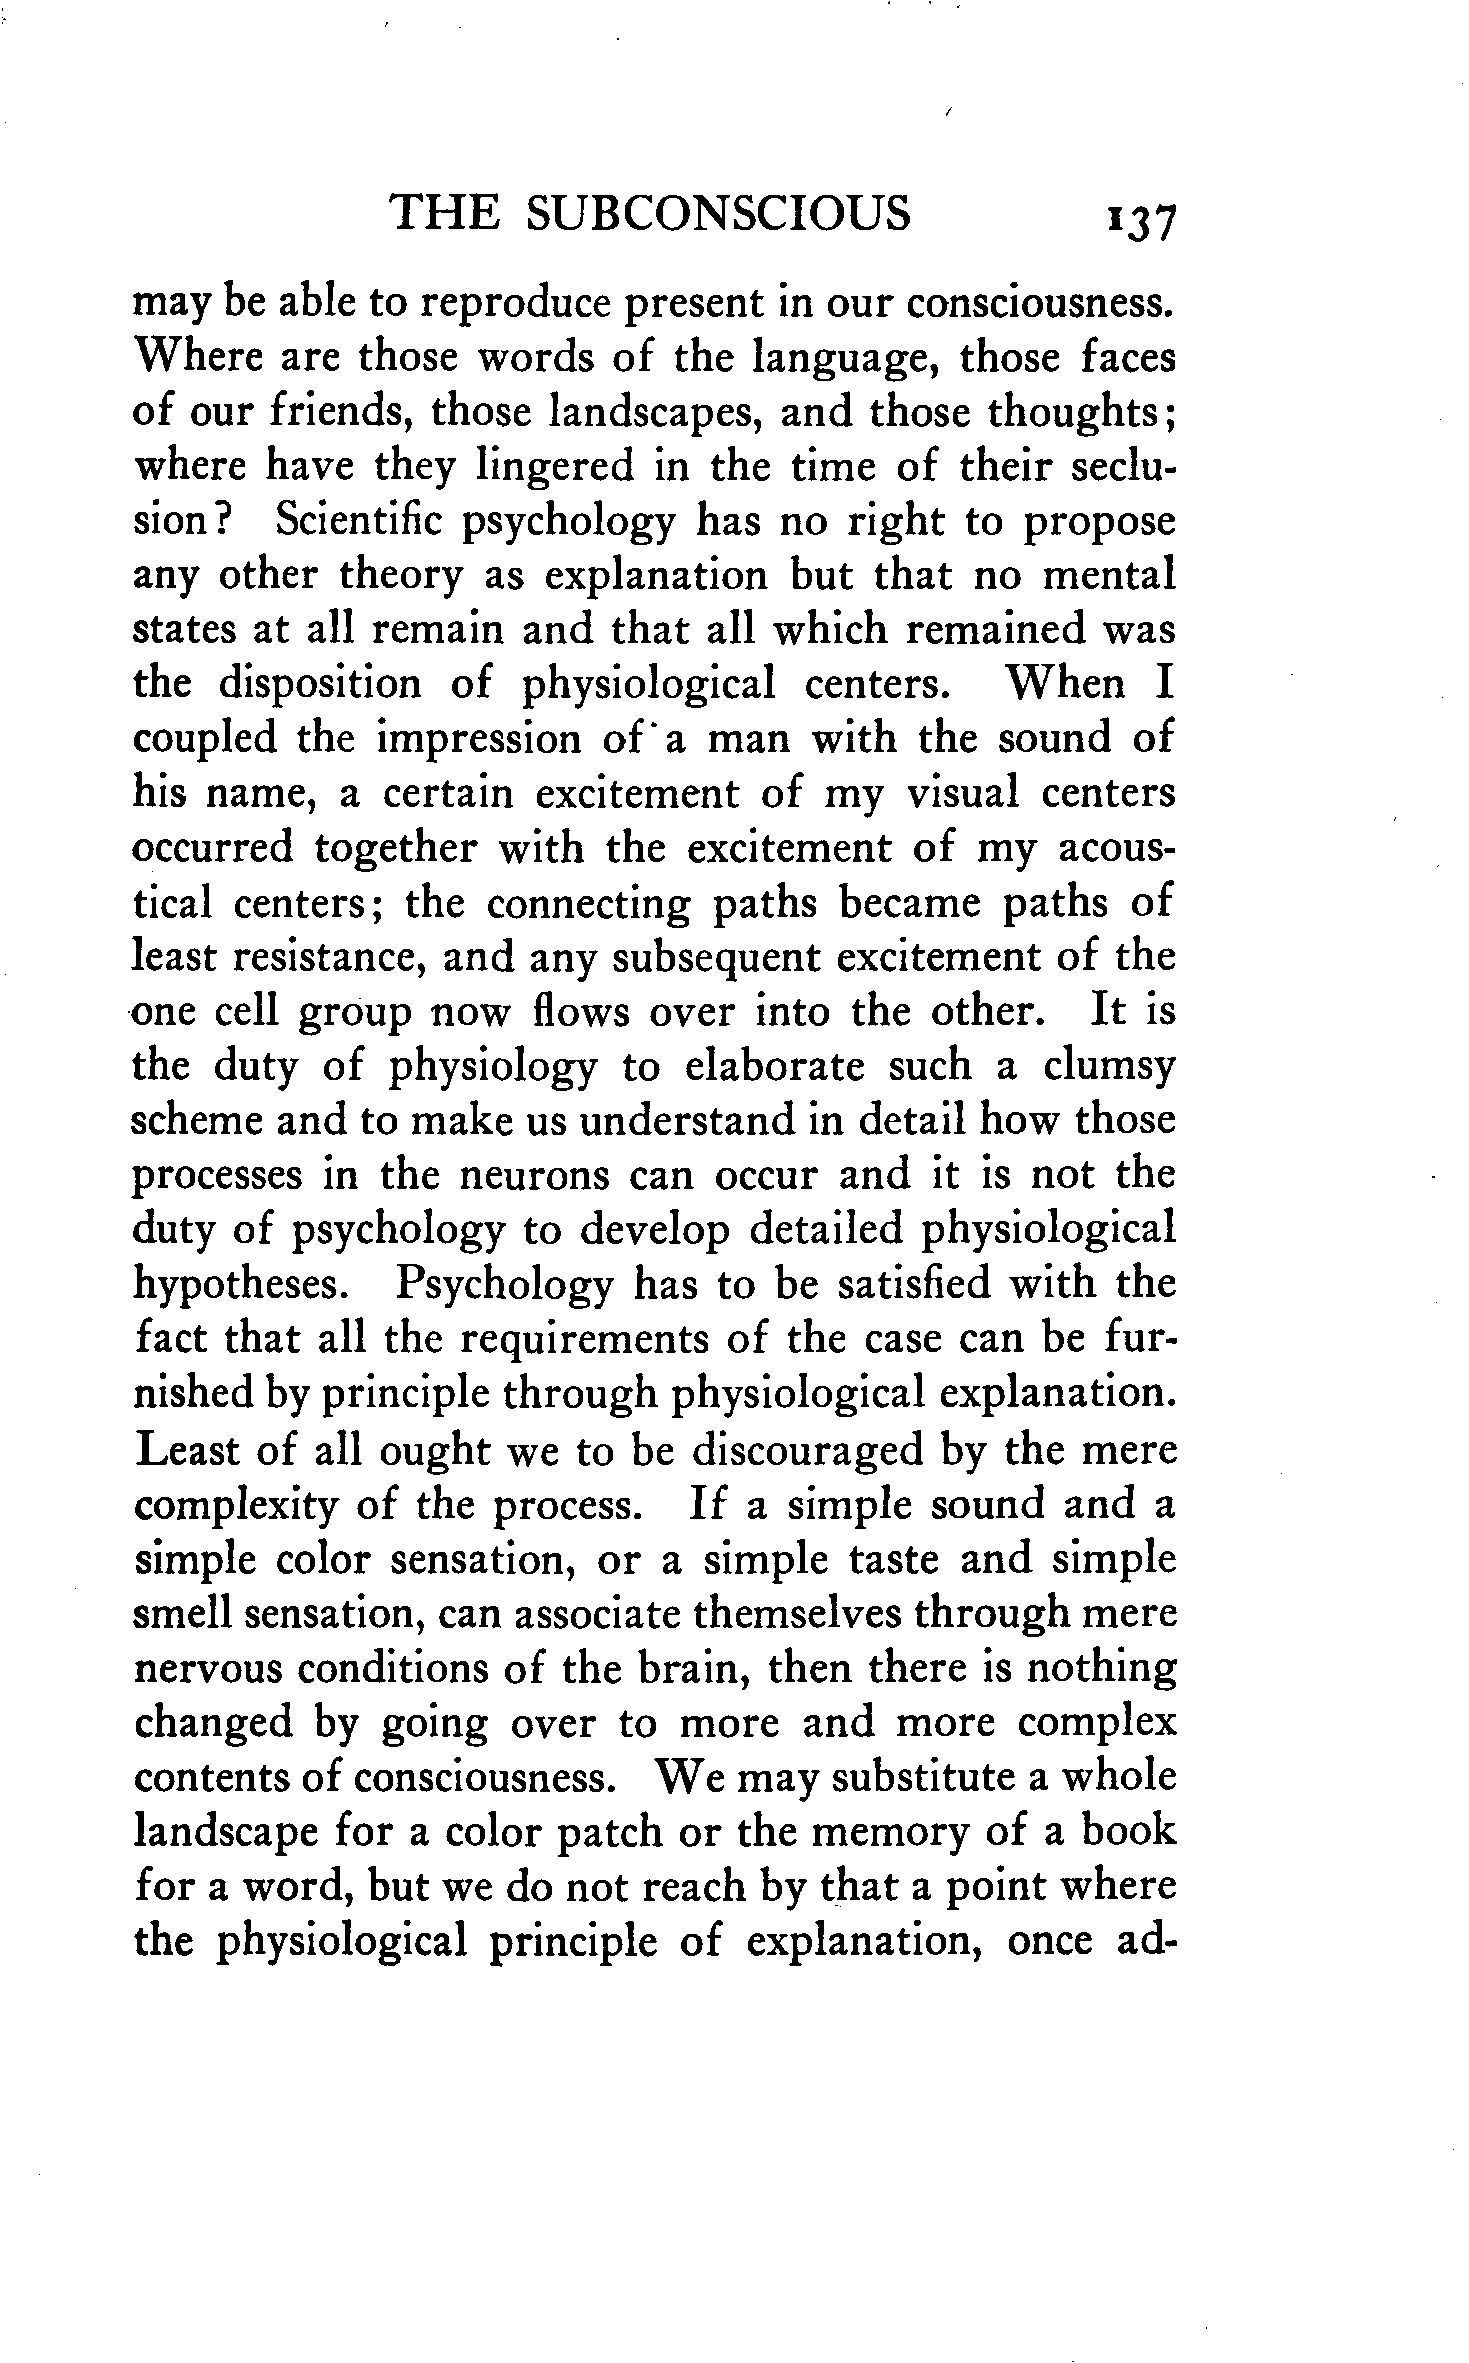 THE SUBCONSCIOUS 137
may be able to reproduce present in our consciousness.
Where are those words of the language, those faces
of our friends, those landscapes, and those thoughts;
where have they lingered in the time of their seclu-
sion? Scientific psychology has no right to propose
any other theory as explanation but that no mental
states at all remain and that all which remained was
the disposition of physiological centers. When I
coupled the impression of a man with the sound of
his name, a certain excitement of my visual centers
occurred together with the excitement of my acous-
tical centers; the connecting paths became paths of
least resistance, and any subsequent excitement of the
one cell group now flows over into the other. It is
the duty of physiology to elaborate such a clumsy
scheme and to make us understand in detail how those
processes in the neurons can occur and it is not the
duty of psychology to develop detailed physiological
hypotheses. Psychology has to be satisfied with the
fact that all the requirements of the case can be fur-
nished by principle through physiological explanation.
Least of all ought we to be discouraged by the mere
complexity of the process. If a simple sound and a
simple color sensation, or a simple taste and simple
smell sensation, can associate themselves through mere
nervous conditions of the brain, then there is nothing
changed by going over to more and more complex
contents of consciousness. We may substitute a whole
landscape for a color patch or the memory of a book
for a word, but we do not reach by that a point where
the physiological principle of explanation, once ad-